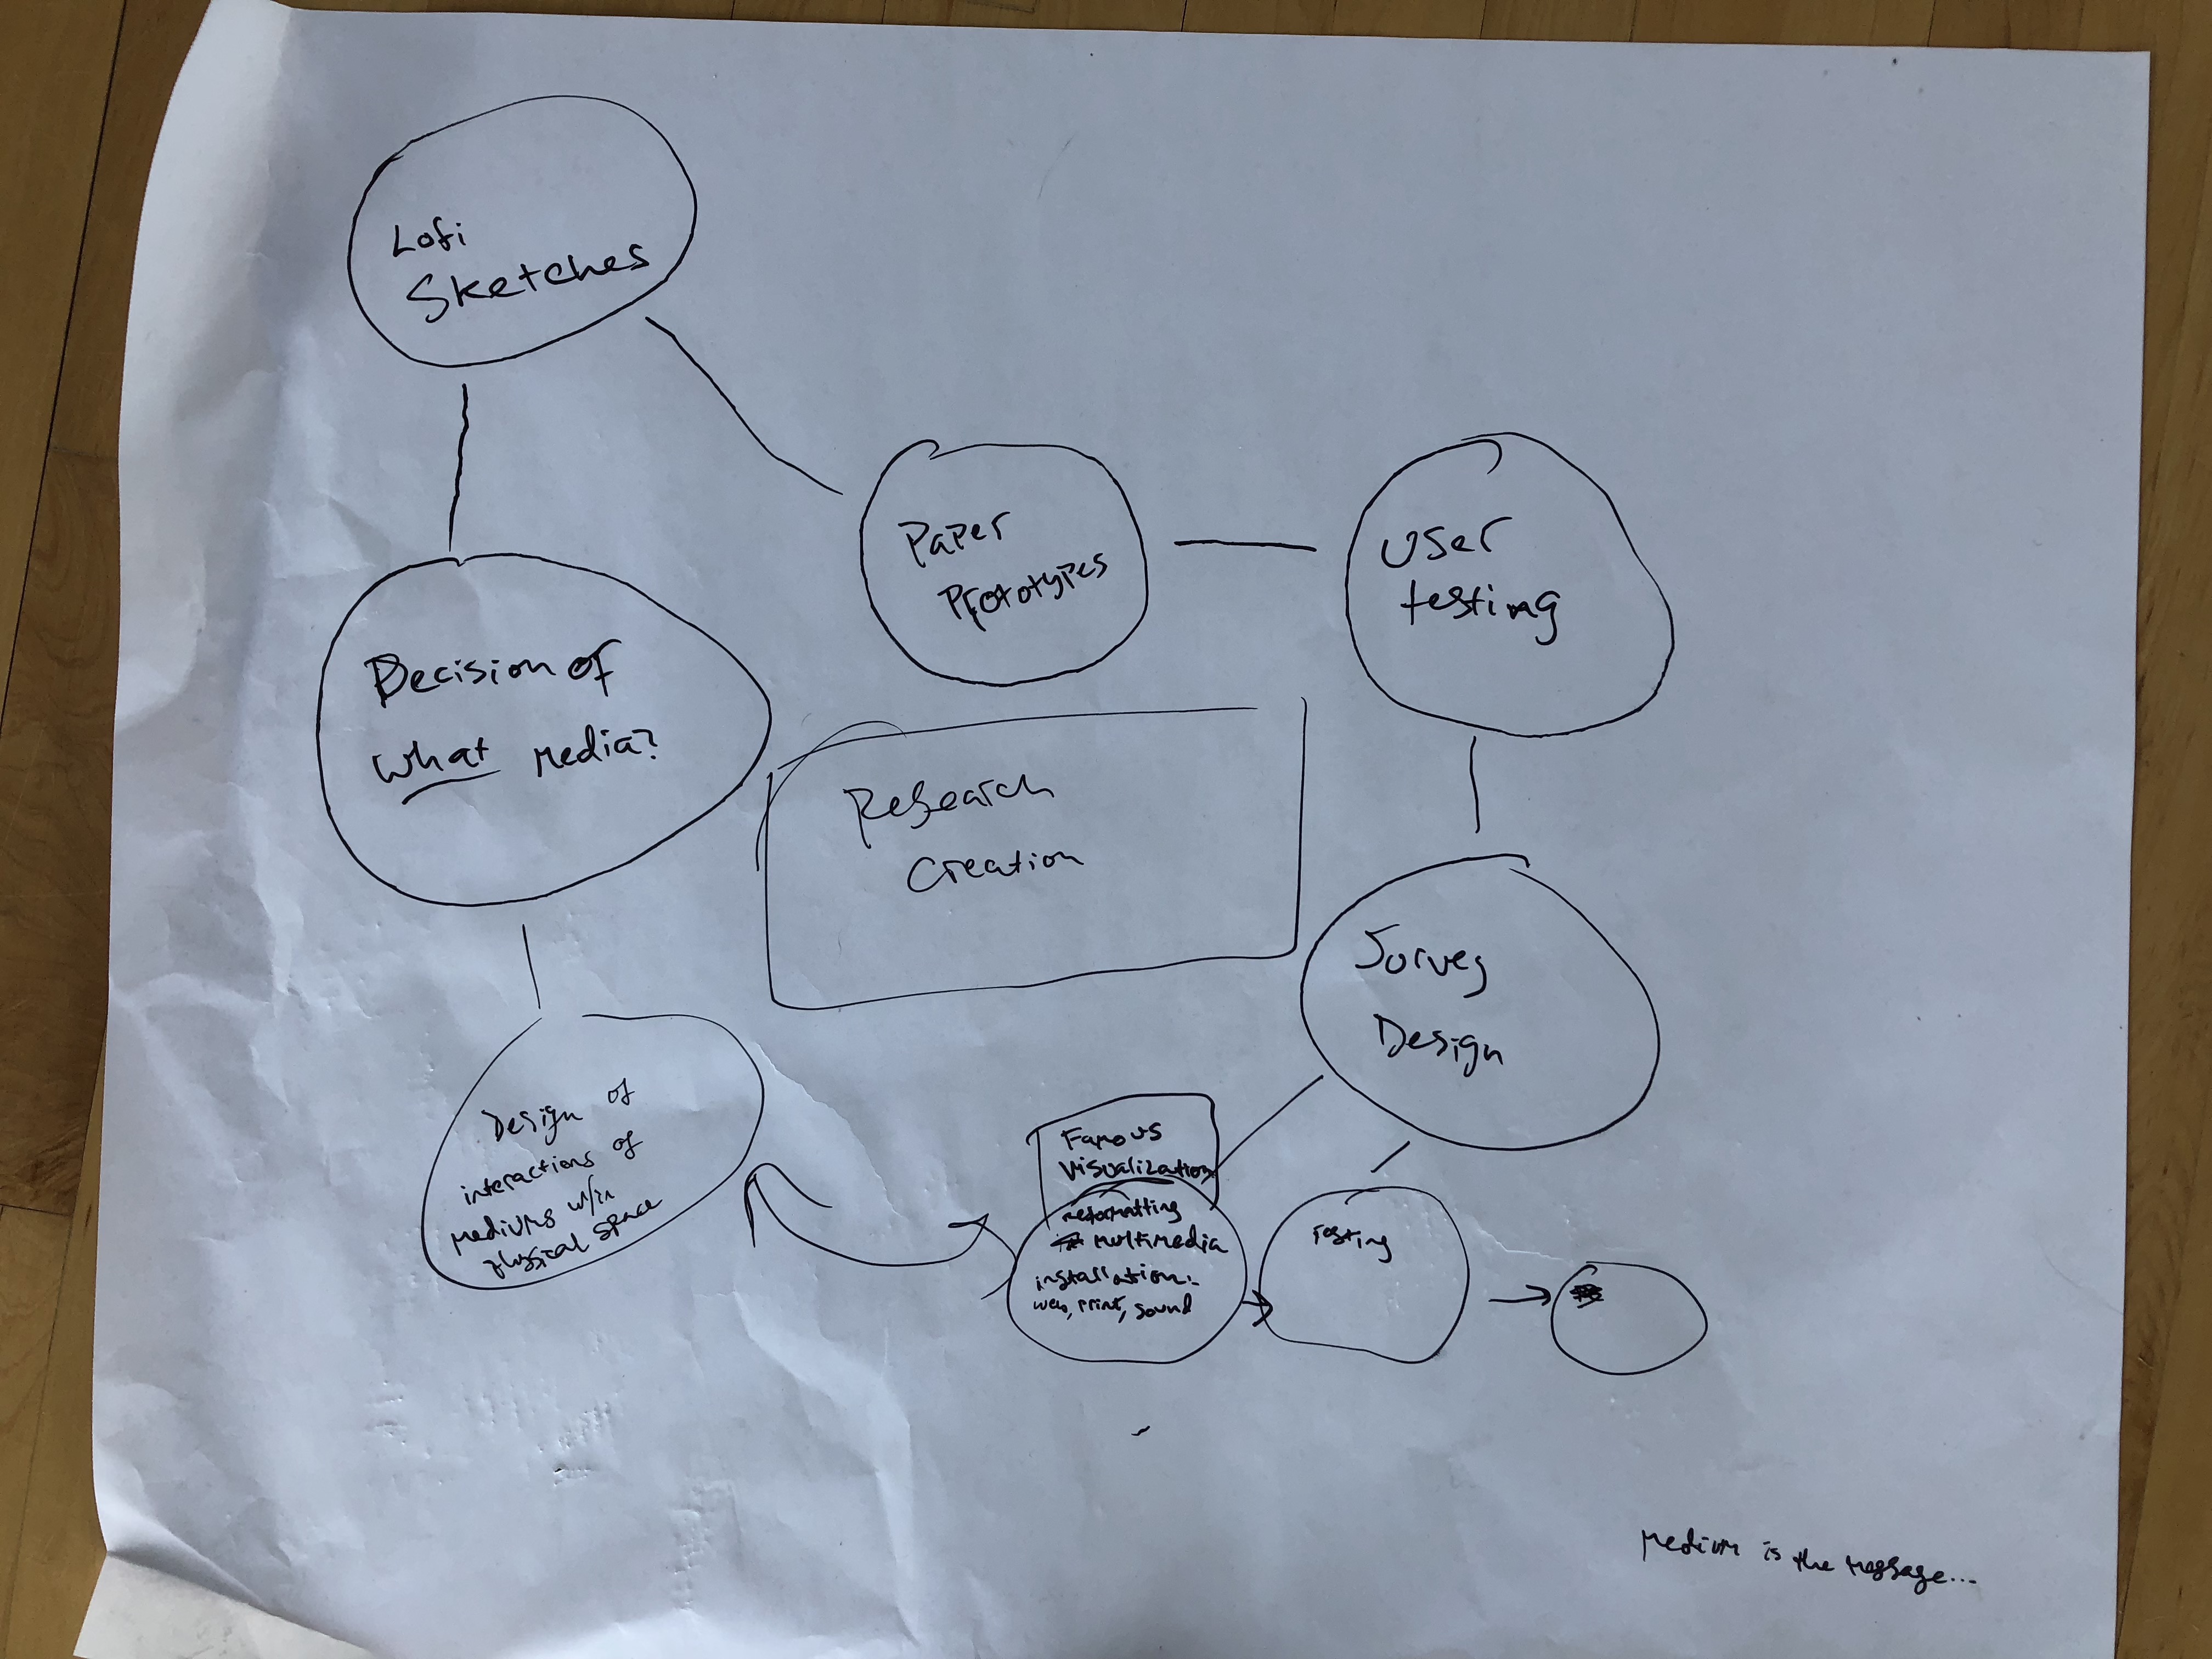 Lofi
Sketches
Paper
Prototypes
User
testing
Decision of
what media?
Research
Creation
Survey
Design
Design of
interactions of
mediums w/in
physical space
Famous
Visualization
reformatting
multimedia
installation:
web, print, sound
Testing
Medium is the message...